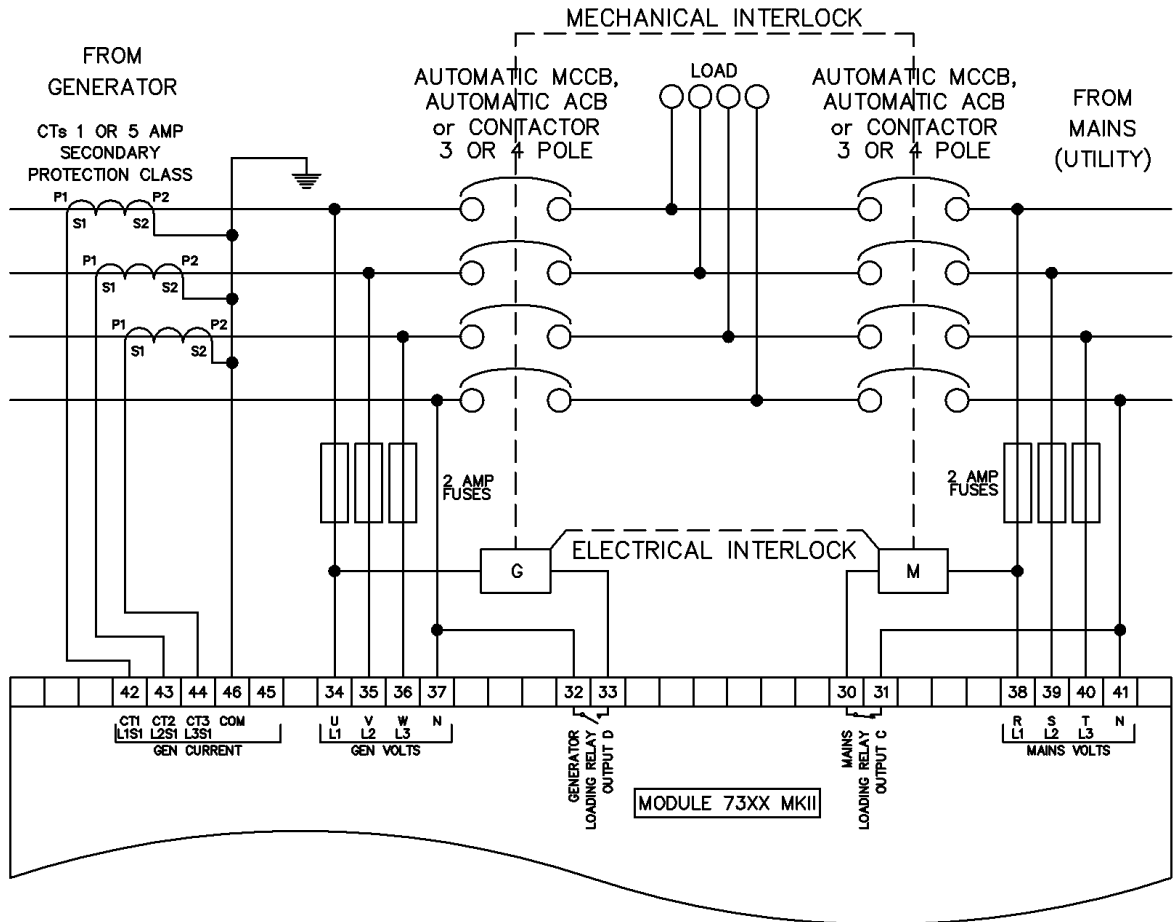 MECHANICAL INTERLOCK
FROM
GENERATOR
CTs 1 OR 5 AMP
SECONDARY
PROTECTION CLASS
AUTOMATIC MCCB,
AUTOMATIC ACB
or CONTACTOR
3 OR 4 POLE
LOAD
AUTOMATIC MCCB,
AUTOMATIC ACB
or CONTACTOR
3 OR 4 POLE
FROM
MAINS
(UTILITY)
P1 P2
S1 S2
P1 P2
S1 S2
P1 P2
S1 S2
2 AMP
FUSES
2 AMP
FUSES
ELECTRICAL INTERLOCK
G
M
42 43 44 46 45 34 35 36 37 32 33 30 31 38 39 40 41
CT1 CT2 CT3 COM
L1S1 L2S1 L3S1
GEN CURRENT
U V W N
L1 L2 L3
GEN VOLTS
GENERATOR
LOADING RELAY
OUTPUT D
MAINS
LOADING RELAY
OUTPUT C
R S T N
L1 L2 L3
MAINS VOLTS
MODULE 73XX MKII